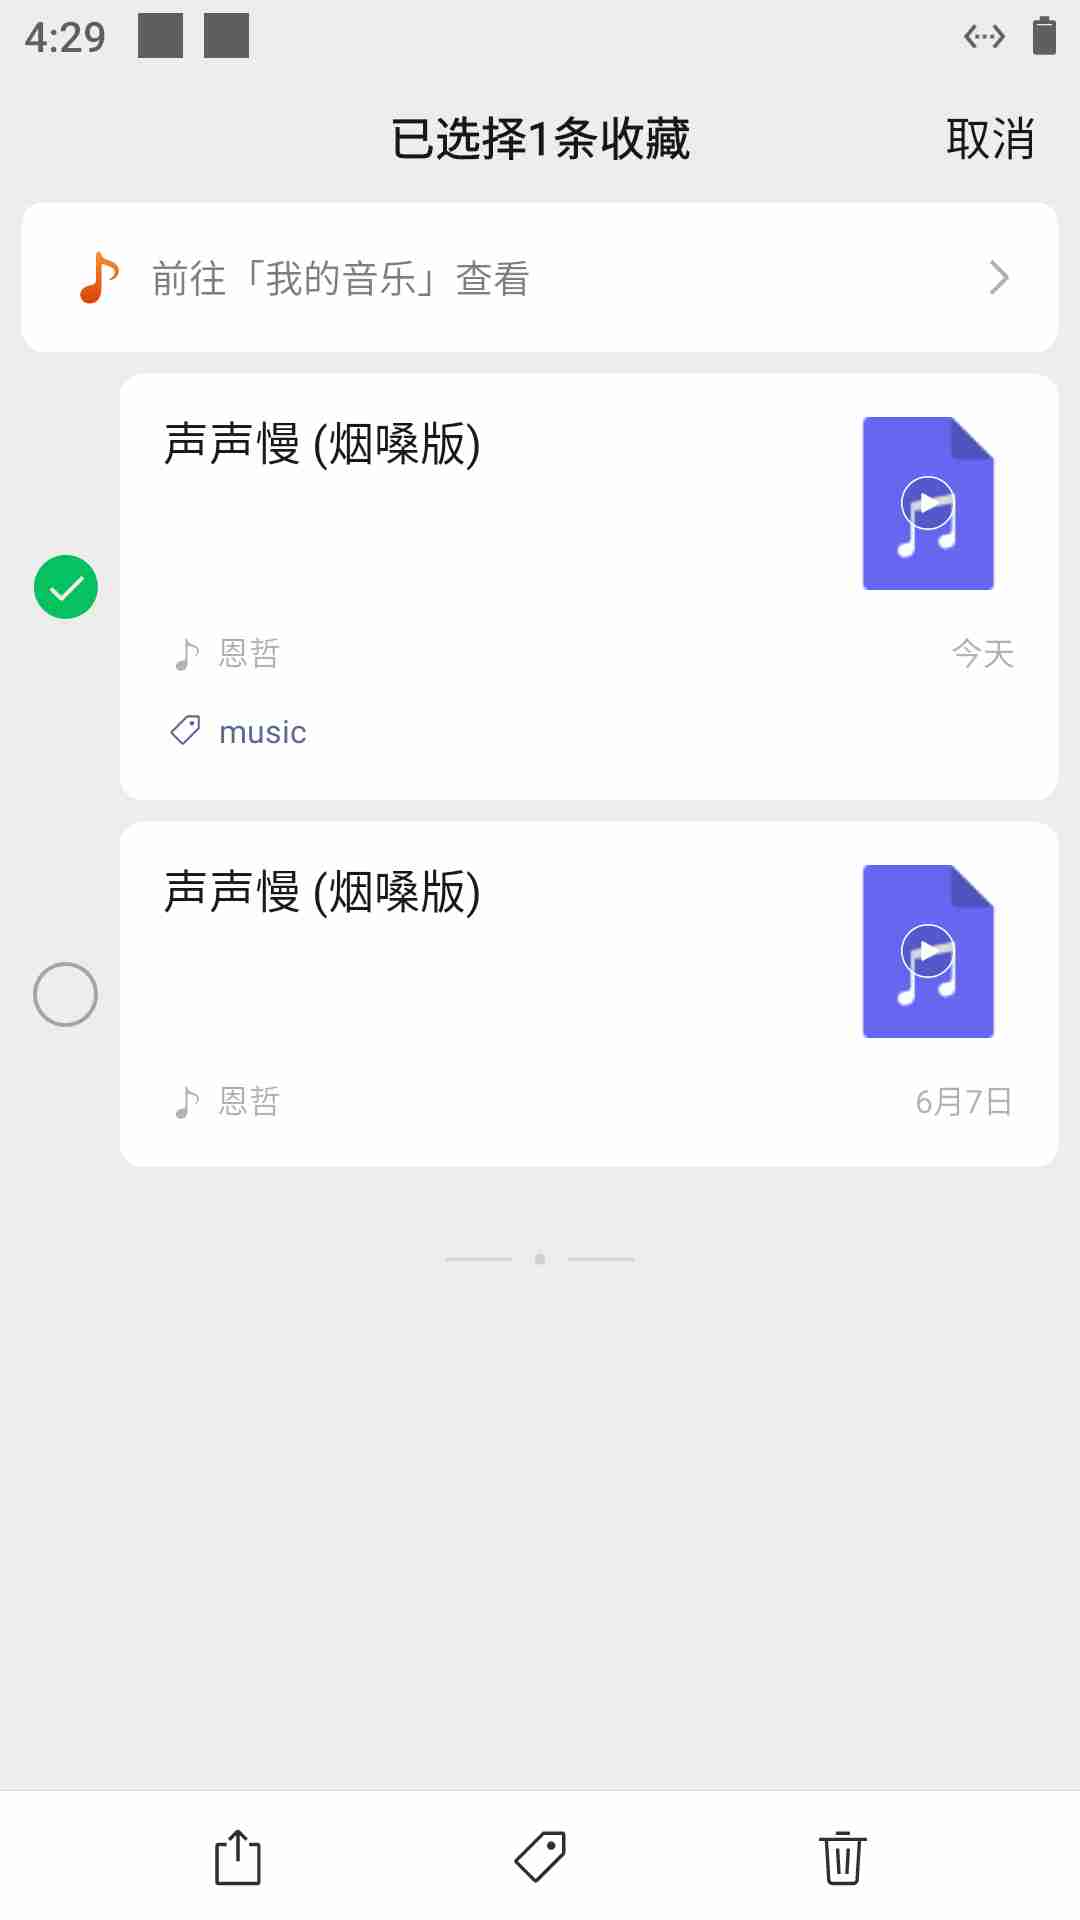 4:29
已选择1条收藏
取消
前往「我的音乐」查看
声声慢 (烟嗓版)
恩哲
今天
music
声声慢 (烟嗓版)
恩哲
6月7日